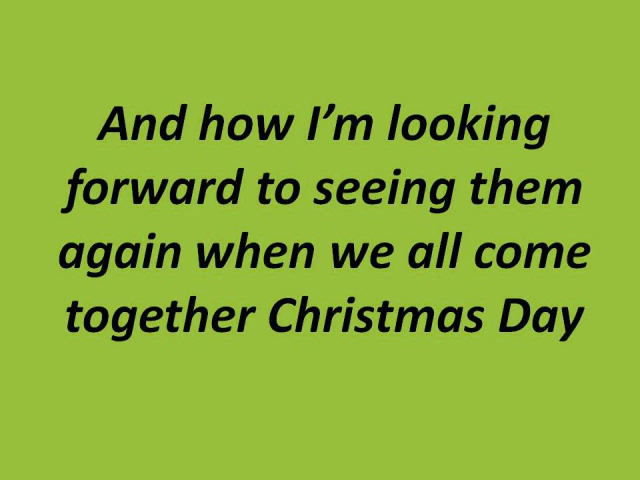 And how I’m looking
forward to seeing them
again when we all come
together Christmas Day